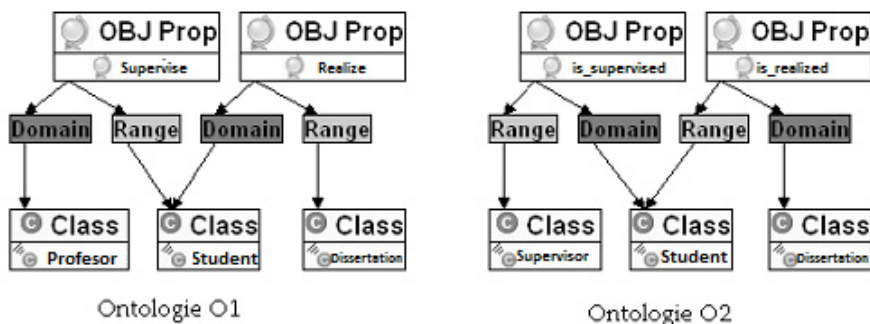 OBJ Prop OBJ Prop
Supervise Realize
Domain Range Domain Range
Class Class Class
Profesor Student Dissertation
Ontologie O1
OBJ Prop OBJ Prop
is_supervised is_realized
Range Domain Range Domain
Class Class Class
Supervisor Student Dissertation
Ontologie O2